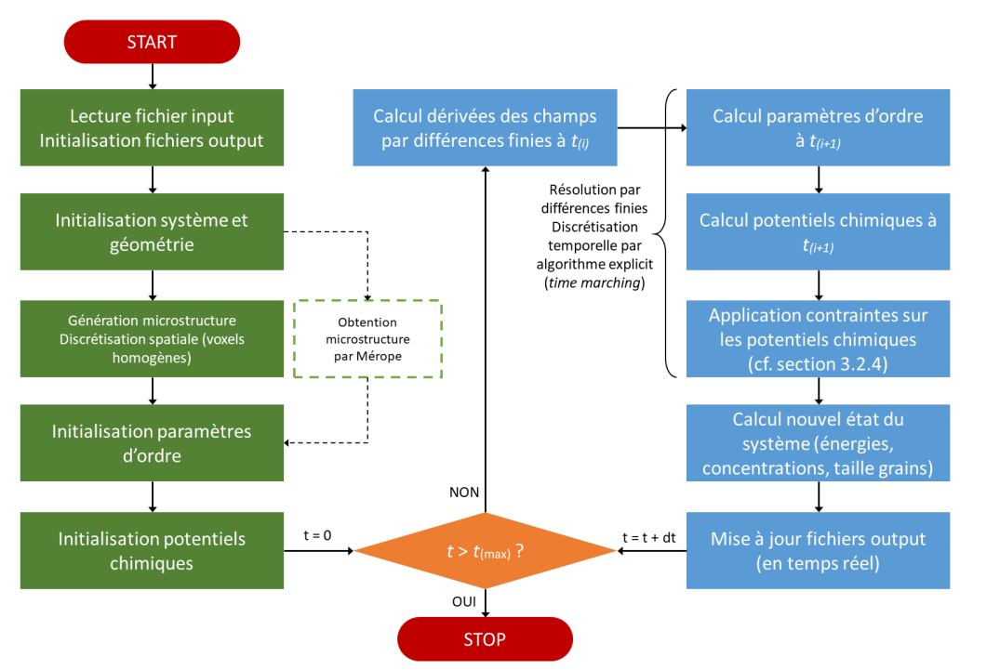 START
Lecture fichier input
Initialisation fichiers output
Initialisation système et
géométrie
Génération microstructure
Discrétisation spatiale (voxels
homogènes)
Obtention
microstructure
par Mérope
Initialisation paramètres
d'ordre
Initialisation potentiels
chimiques
t = 0
t > t(max) ?
NON
OUI
STOP
Calcul dérivées des champs
par différences finies à t(i)
Résolution par
différences finies
Discrétisation
temporelle par
algorithme explicit
(time marching)
Calcul paramètres d'ordre
à t(i+1)
Calcul potentiels chimiques à
t(i+1)
Application contraintes sur
les potentiels chimiques
(cf. section 3.2.4)
Calcul nouvel état du
système (énergies,
concentrations, taille grains)
Mise à jour fichiers output
(en temps réel)
t = t + dt